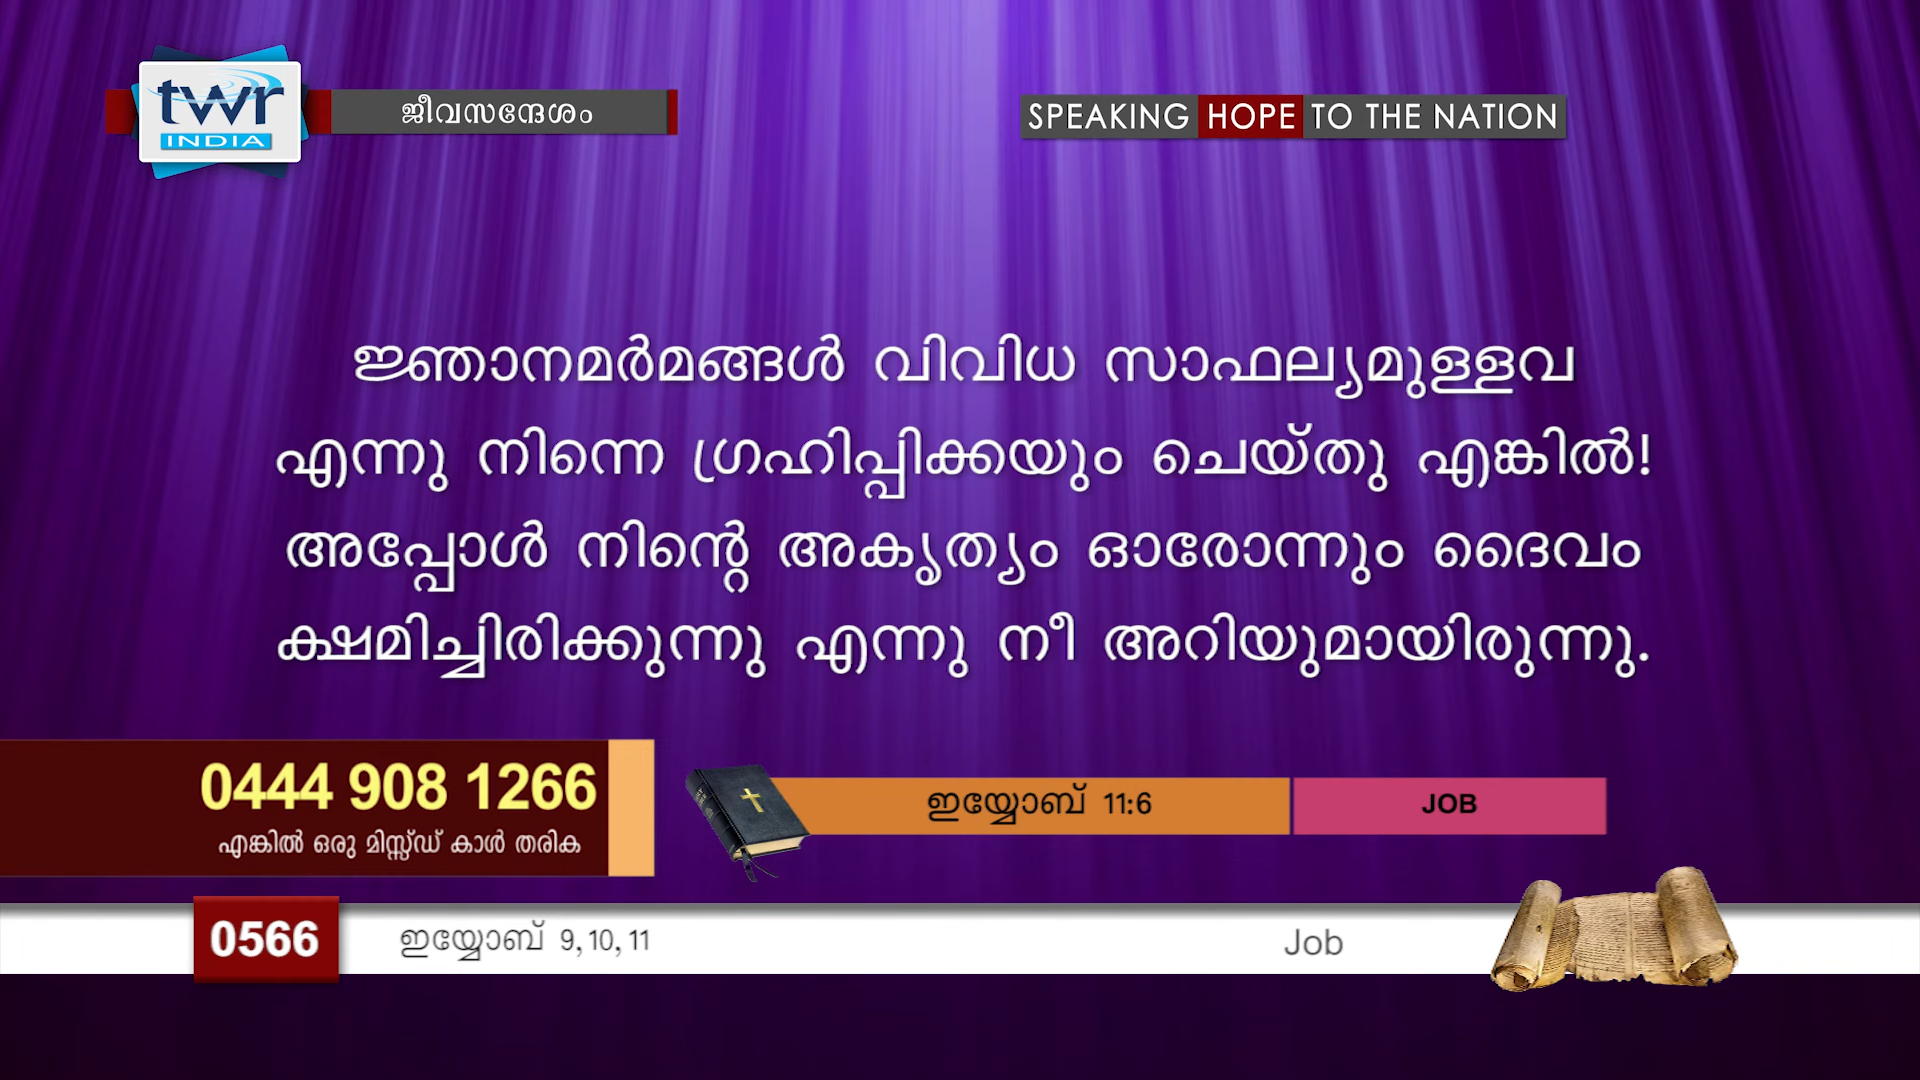 twr
INDIA
ജീവസന്ദേശം
SPEAKING HOPE TO THE NATION
ജ്ഞാനമർമങ്ങൾ വിവിധ സാഫല്യമുള്ളവ
എന്നു നിന്നെ ഗ്രഹിപ്പിക്കയും ചെയ്തു എങ്കിൽ!
അപ്പോൾ നിന്റെ അകൃത്യം ഓരോന്നും ദൈവം
ക്ഷമിച്ചിരിക്കുന്നു എന്നു നീ അറിയുമായിരുന്നു.
0444 908 1266
എങ്കിൽ ഒരു മിസ്സ്ഡ് കാൾ തരിക
ഇയ്യോബ് 11:6
JOB
0566
ഇയ്യോബ് 9, 10, 11
Job